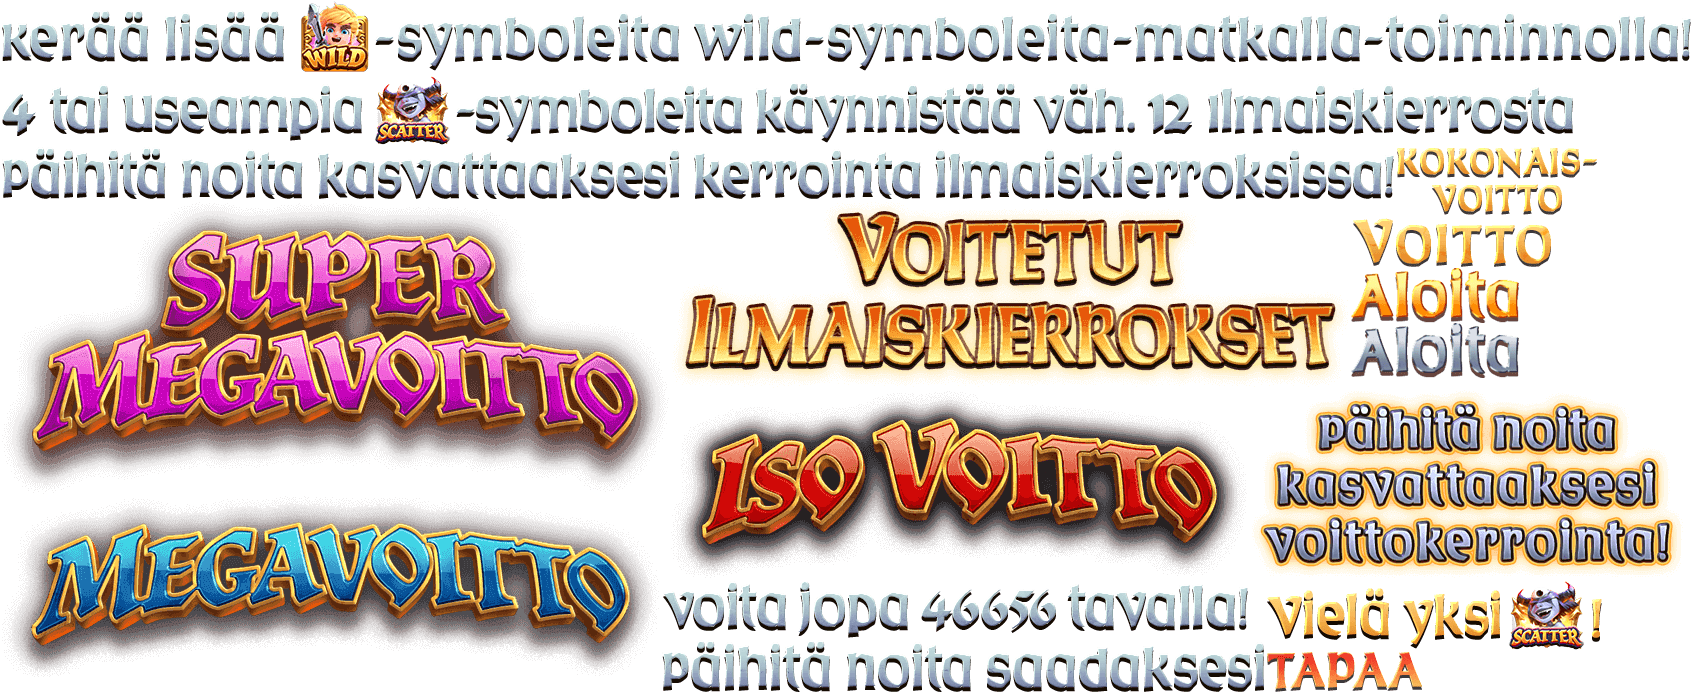 kerää lisää WILD-symboleita wild-symboleita-matkalla-toiminnolla!
4 tai useampia SCATTER-symboleita käynnistää väh. 12 ilmaiskierrosta
päihitä noita kasvattaaksesi kerrointa ilmaiskierroksissa!
KOKONAIS-
VOITTO
VOITTO
Aloita
Aloita
SUPER
MEGAVOITTO
VOITETUT
ILMAISKIERROKSET
ISO VOITTO
päihitä noita
kasvattaaksesi
voittokerrointa!
MEGAVOITTO
voita jopa 46656 tavalla!
Vielä yksi SCATTER!
päihitä noita saadaksesi
TAPAA